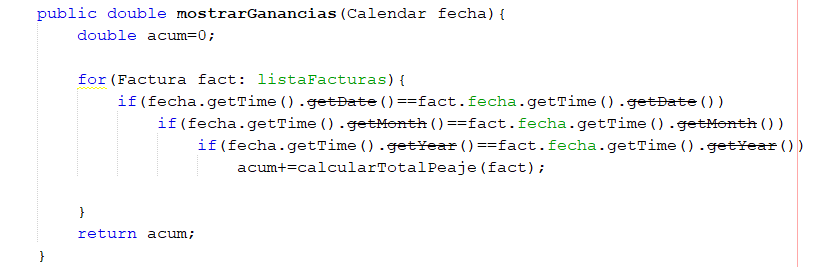 public double mostrarGanancias(Calendar fecha){
    double acum=0;

    for(Factura fact: listaFacturas){
        if(fecha.getTime().getDate()==fact.fecha.getTime().getDate())
            if(fecha.getTime().getMonth()==fact.fecha.getTime().getMonth())
                if(fecha.getTime().getYear()==fact.fecha.getTime().getYear())
                    acum+=calcularTotalPeaje(fact);

    }
    return acum;
}